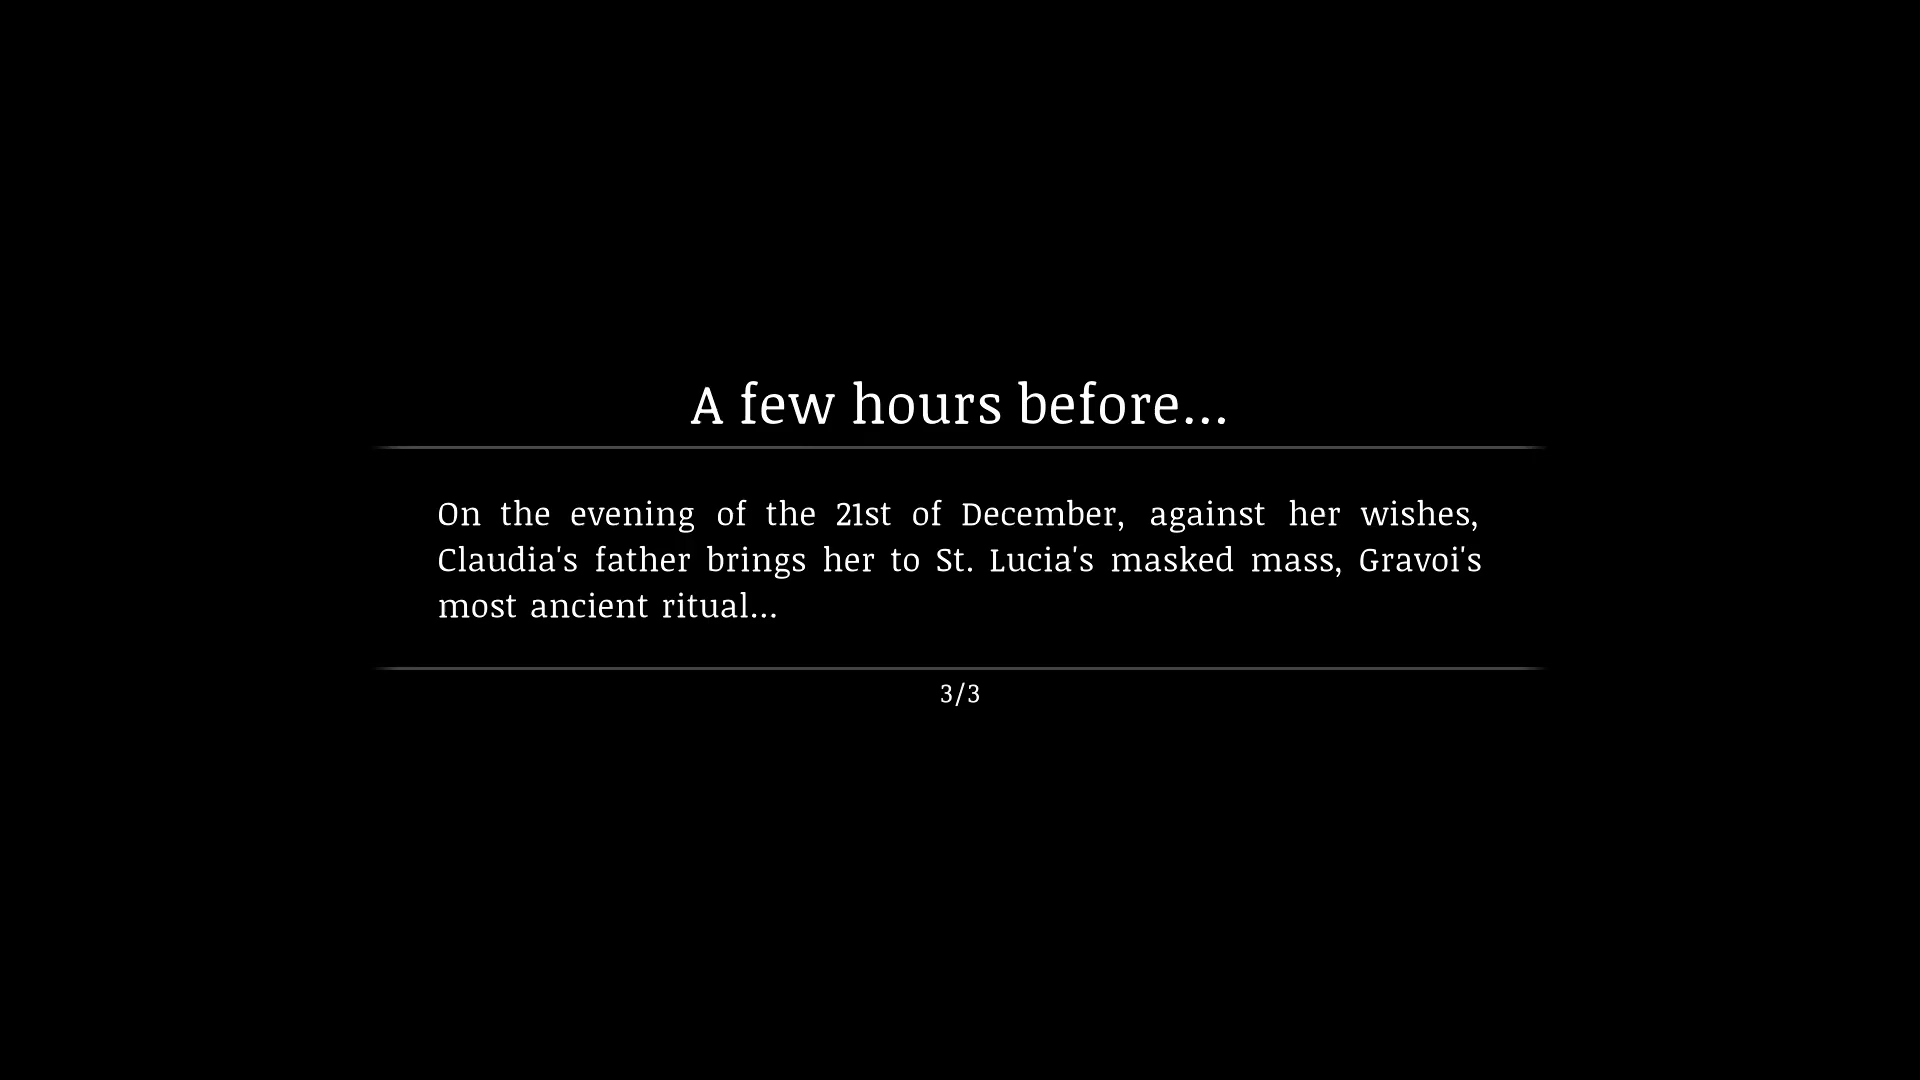 A few hours before...
On the evening of the 21st of December, against her wishes,
Claudia's father brings her to St. Lucia's masked mass, Gravoi's
most ancient ritual...
3/3